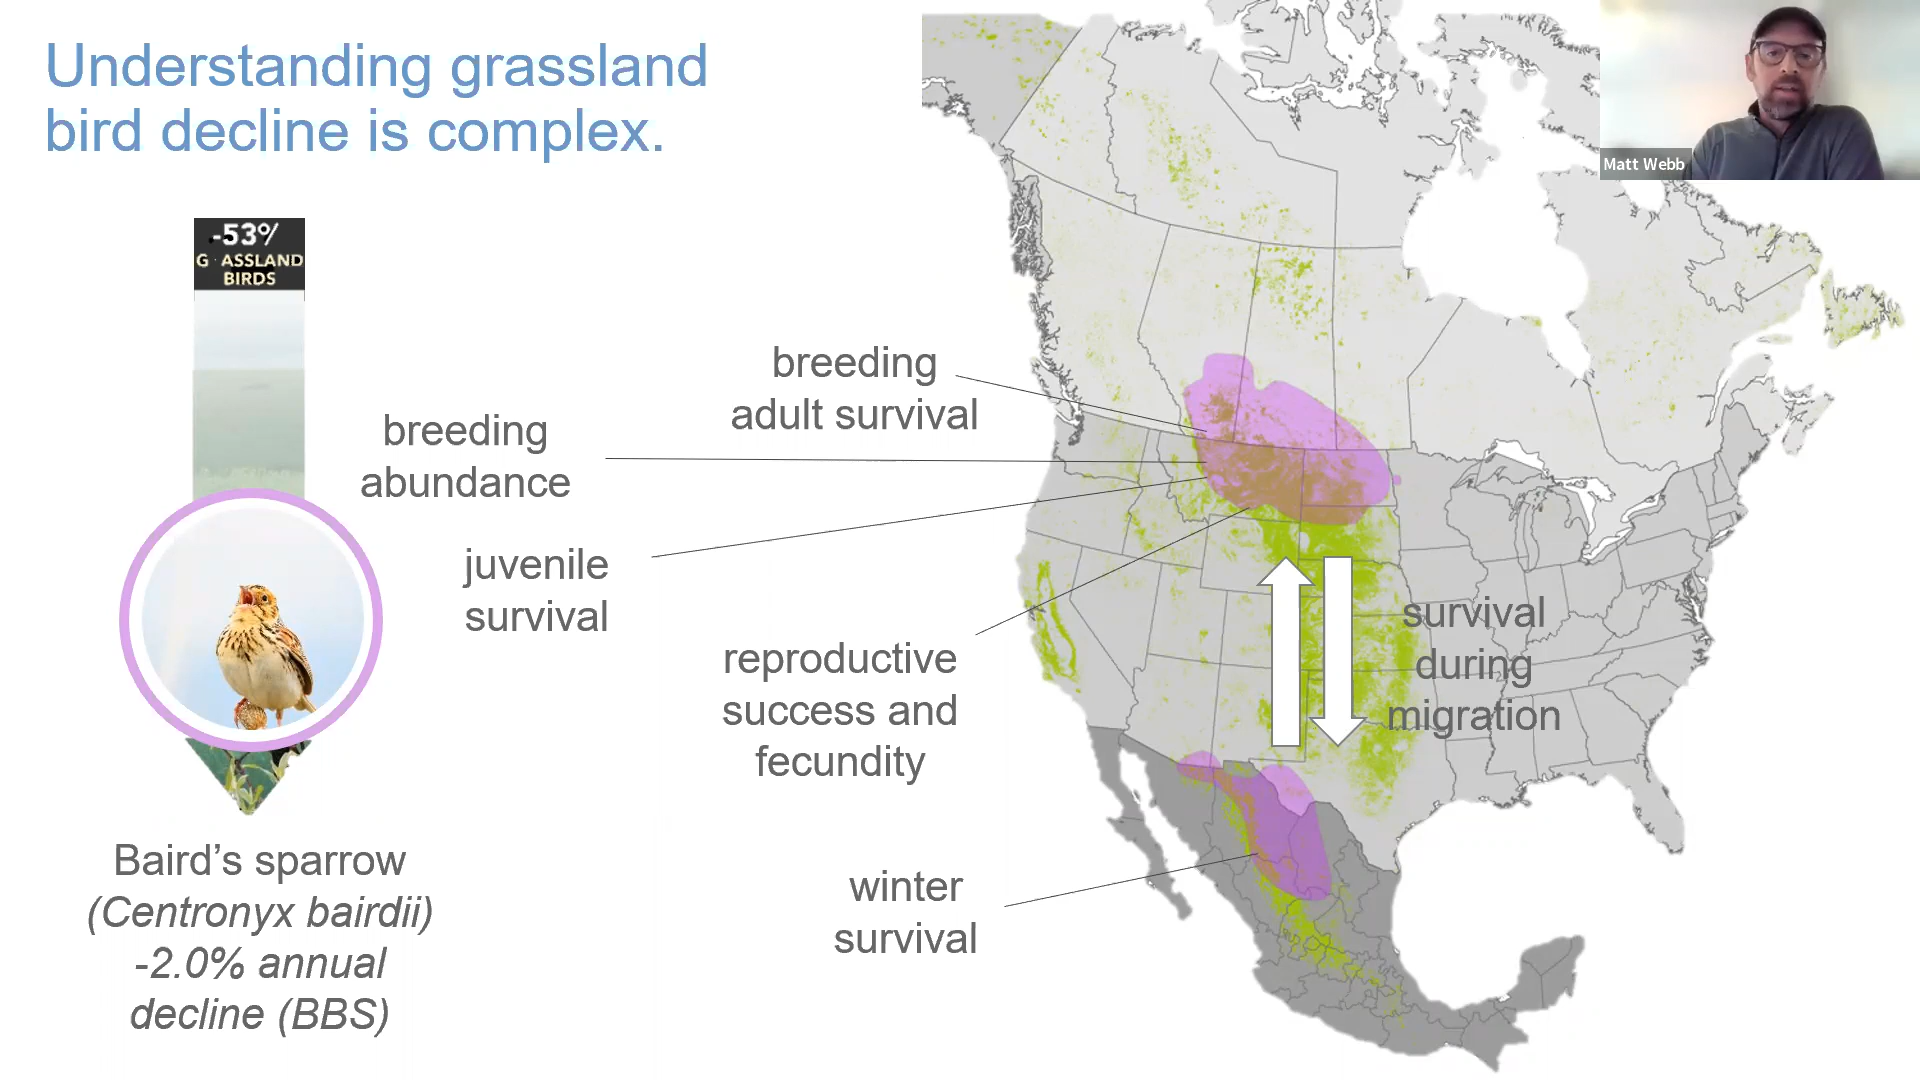 Understanding grassland
bird decline is complex.
Matt Webb
-53%
G ASSLAND
BIRDS
breeding
adult survival
breeding
abundance
juvenile
survival
reproductive
success and
fecundity
survival
during
migration
winter
survival
Baird’s sparrow
(Centronyx bairdii)
-2.0% annual
decline (BBS)